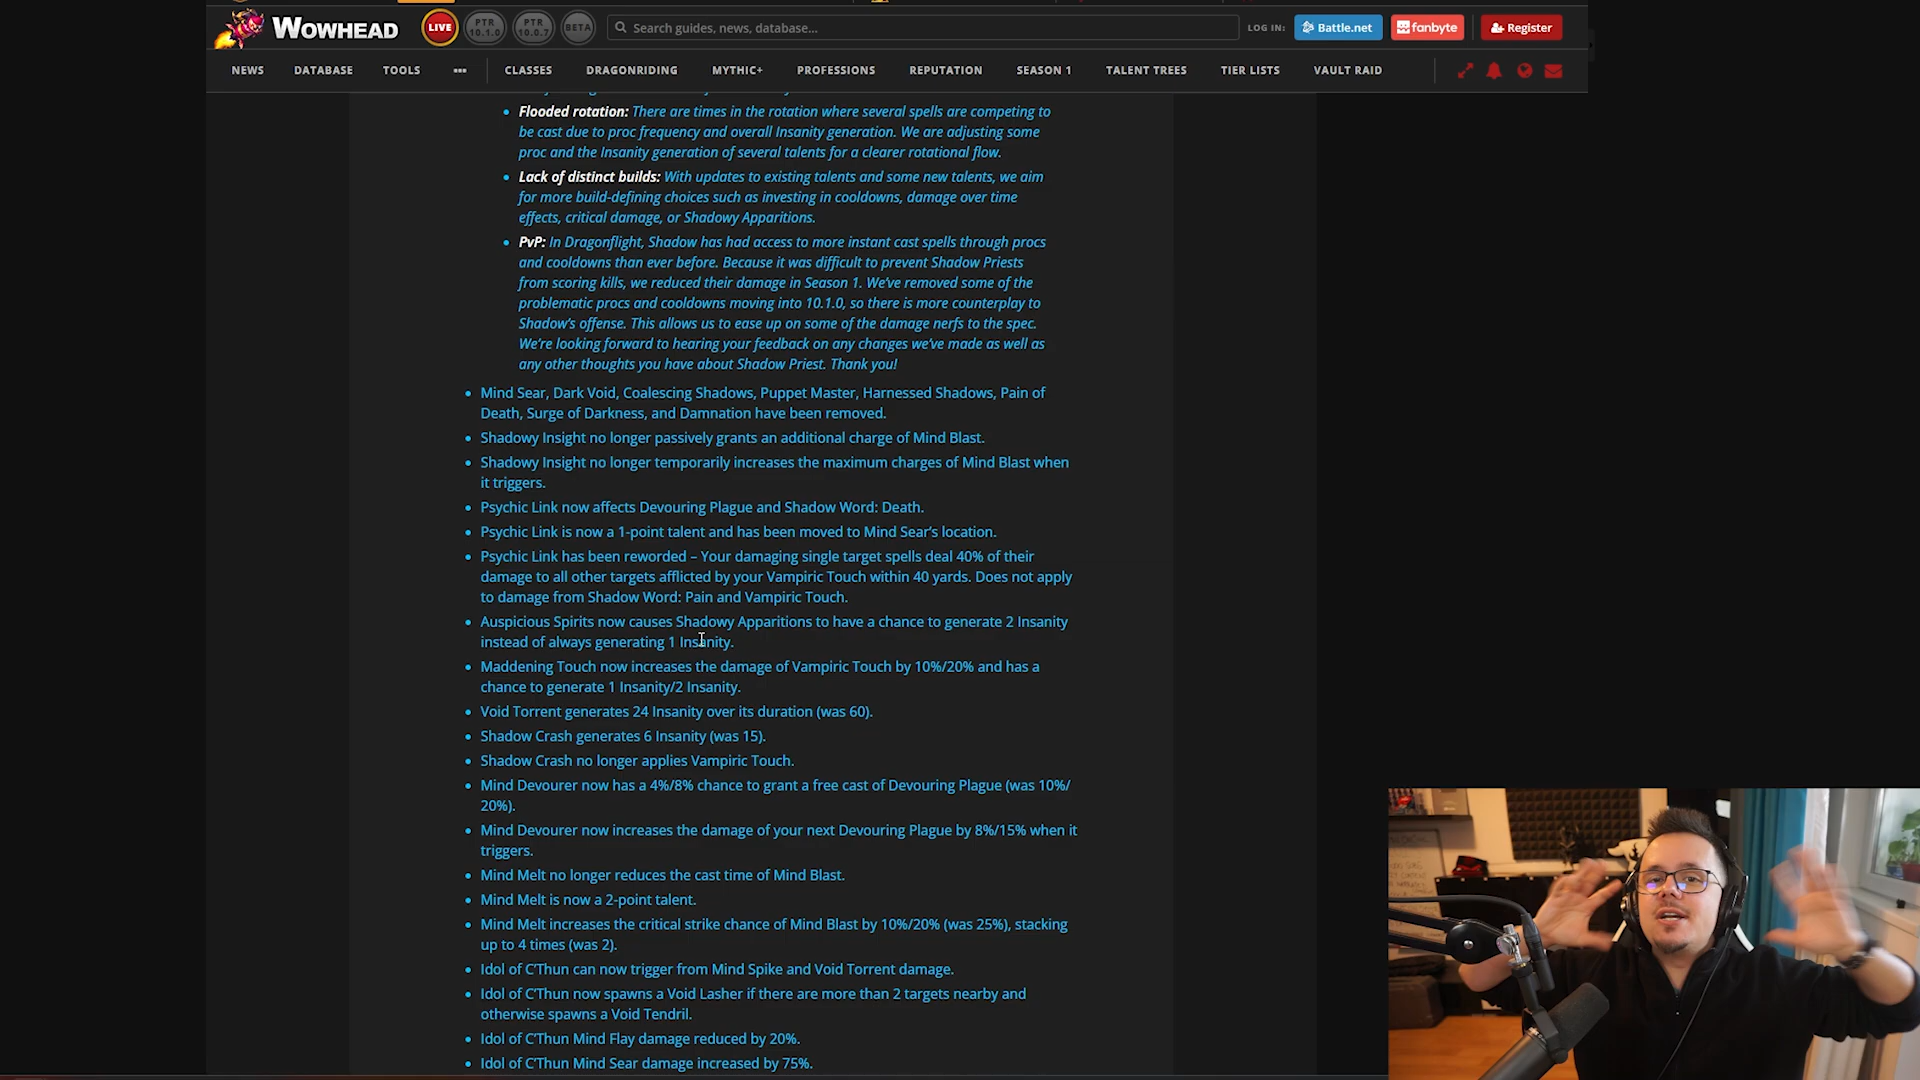 WOWHEAD
LIVE
PTR
10.1.0
PTR
10.0.7
BETA
Search guides, news, database...
LOG IN:
Battle.net
fanbyte
Register
NEWS DATABASE TOOLS ... CLASSES DRAGONRIDING MYTHIC+ PROFESSIONS REPUTATION SEASON 1 TALENT TREES TIER LISTS VAULT RAID
• Flooded rotation: There are times in the rotation where several spells are competing to
be cast due to proc frequency and overall Insanity generation. We are adjusting some
proc and the Insanity generation of several talents for a clearer rotational flow.
• Lack of distinct builds: With updates to existing talents and some new talents, we aim
for more build-defining choices such as investing in cooldowns, damage over time
effects, critical damage, or Shadowy Apparitions.
• PvP: In Dragonflight, Shadow has had access to more instant cast spells through procs
and cooldowns than ever before. Because it was difficult to prevent Shadow Priests
from scoring kills, we reduced their damage in Season 1. We've removed some of the
problematic procs and cooldowns moving into 10.1.0, so there is more counterplay to
Shadow's offense. This allows us to ease up on some of the damage nerfs to the spec.
We're looking forward to hearing your feedback on any changes we've made as well as
any other thoughts you have about Shadow Priest. Thank you!
• Mind Sear, Dark Void, Coalescing Shadows, Puppet Master, Harnessed Shadows, Pain of
Death, Surge of Darkness, and Damnation have been removed.
• Shadowy Insight no longer passively grants an additional charge of Mind Blast.
• Shadowy Insight no longer temporarily increases the maximum charges of Mind Blast when
it triggers.
• Psychic Link now affects Devouring Plague and Shadow Word: Death.
• Psychic Link is now a 1-point talent and has been moved to Mind Sear's location.
• Psychic Link has been reworded – Your damaging single target spells deal 40% of their
damage to all other targets afflicted by your Vampiric Touch within 40 yards. Does not apply
to damage from Shadow Word: Pain and Vampiric Touch.
• Auspicious Spirits now causes Shadowy Apparitions to have a chance to generate 2 Insanity
instead of always generating 1 Insanity.
• Maddening Touch now increases the damage of Vampiric Touch by 10%/20% and has a
chance to generate 1 Insanity/2 Insanity.
• Void Torrent generates 24 Insanity over its duration (was 60).
• Shadow Crash generates 6 Insanity (was 15).
• Shadow Crash no longer applies Vampiric Touch.
• Mind Devourer now has a 4%/8% chance to grant a free cast of Devouring Plague (was 10%/
20%).
• Mind Devourer now increases the damage of your next Devouring Plague by 8%/15% when it
triggers.
• Mind Melt no longer reduces the cast time of Mind Blast.
• Mind Melt is now a 2-point talent.
• Mind Melt increases the critical strike chance of Mind Blast by 10%/20% (was 25%), stacking
up to 4 times (was 2).
• Idol of C'Thun can now trigger from Mind Spike and Void Torrent damage.
• Idol of C'Thun now spawns a Void Lasher if there are more than 2 targets nearby and
otherwise spawns a Void Tendril.
• Idol of C'Thun Mind Flay damage reduced by 20%.
• Idol of C'Thun Mind Sear damage increased by 75%.